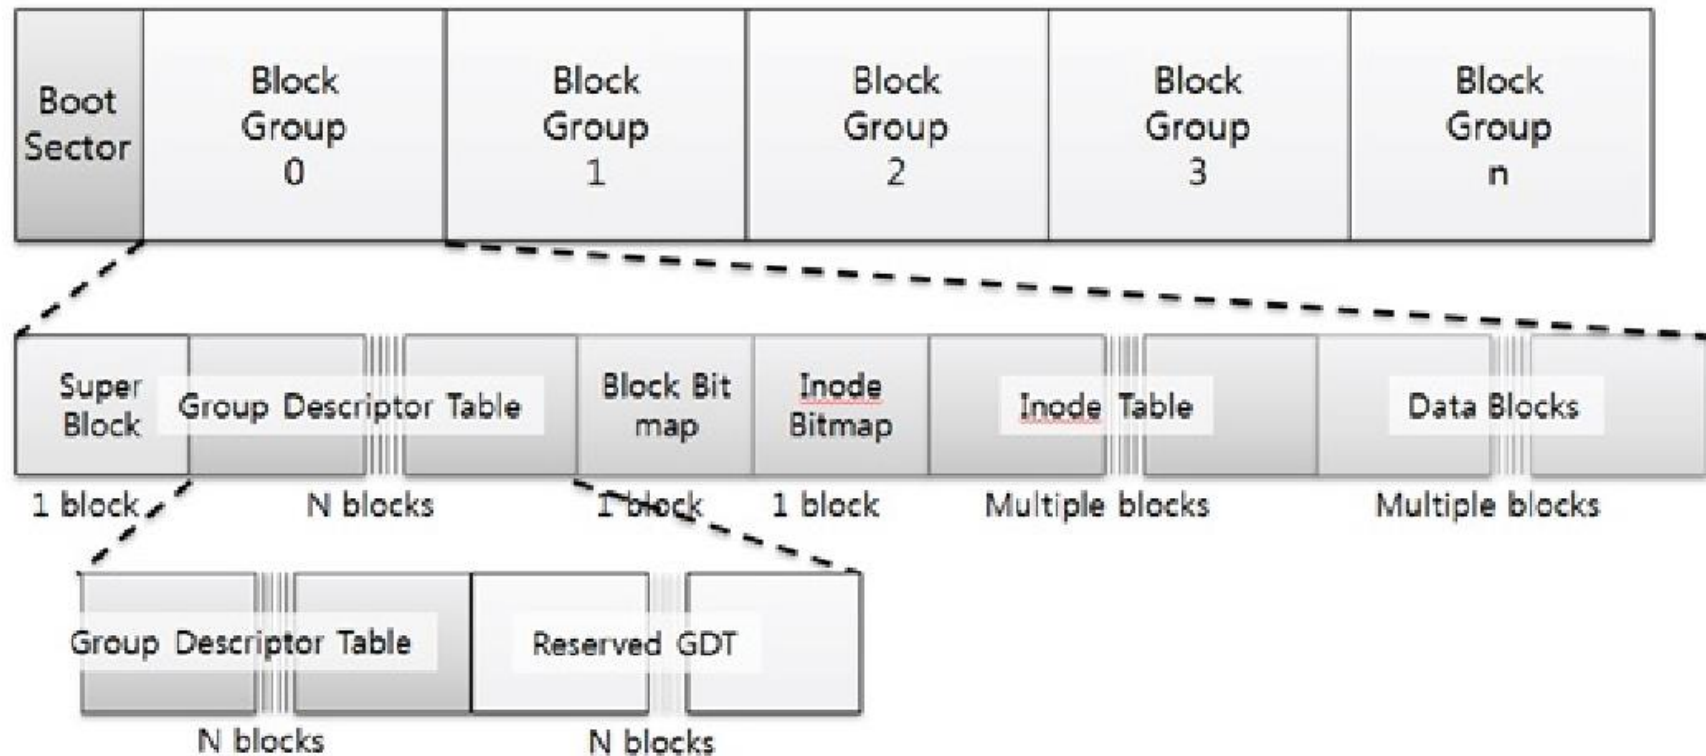 Boot
Sector
Block
Group
0
Block
Group
1
Block
Group
2
Block
Group
3
Block
Group
n
Super
Block
Group Descriptor Table
Block Bit
map
Inode
Bitmap
Inode Table
Data Blocks
1 block
N blocks
1 block
1 block
Multiple blocks
Multiple blocks
Group Descriptor Table
Reserved GDT
N blocks
N blocks